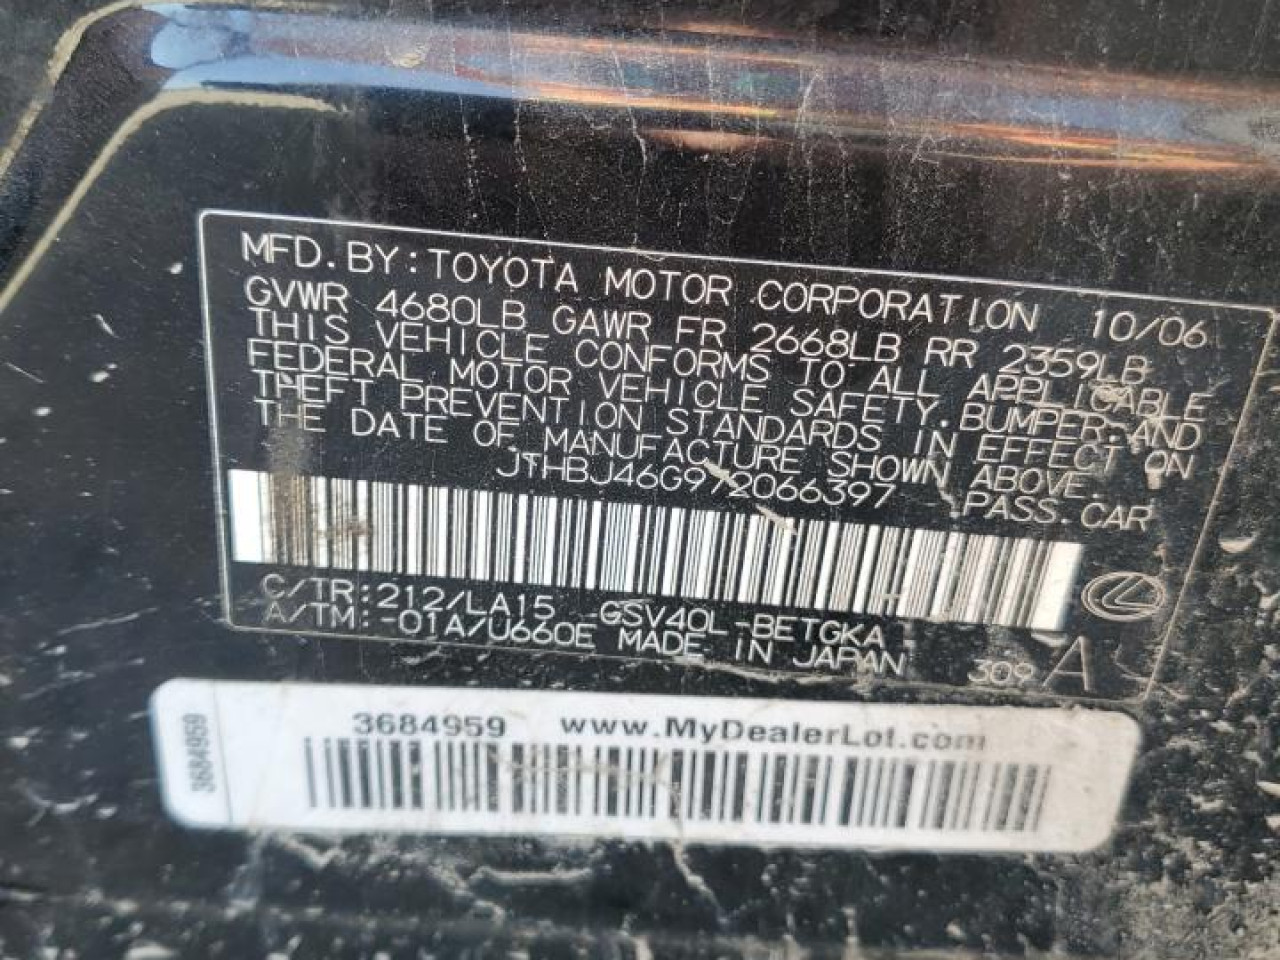 MFD.BY:TOYOTA MOTOR CORPORATION 10/06
GVWR 4680LB GAWR FR 2668LB RR 2359LB
THIS VEHICLE CONFORMS TO ALL APPLICABLE
FEDERAL MOTOR VEHICLE SAFETY.BUMPER.AND
THEFT PREVENTION STANDARDS IN EFFECT ON
THE DATE OF MANUFACTURE SHOWN ABOVE.
JTHBJ46G972066397 PASS.CAR
C/TR:212/LA15 -GSV40L-BETGKA
A/TM:-01A/U660E MADE IN JAPAN 309 A
3684959
3684959 www.MyDealerLot.com